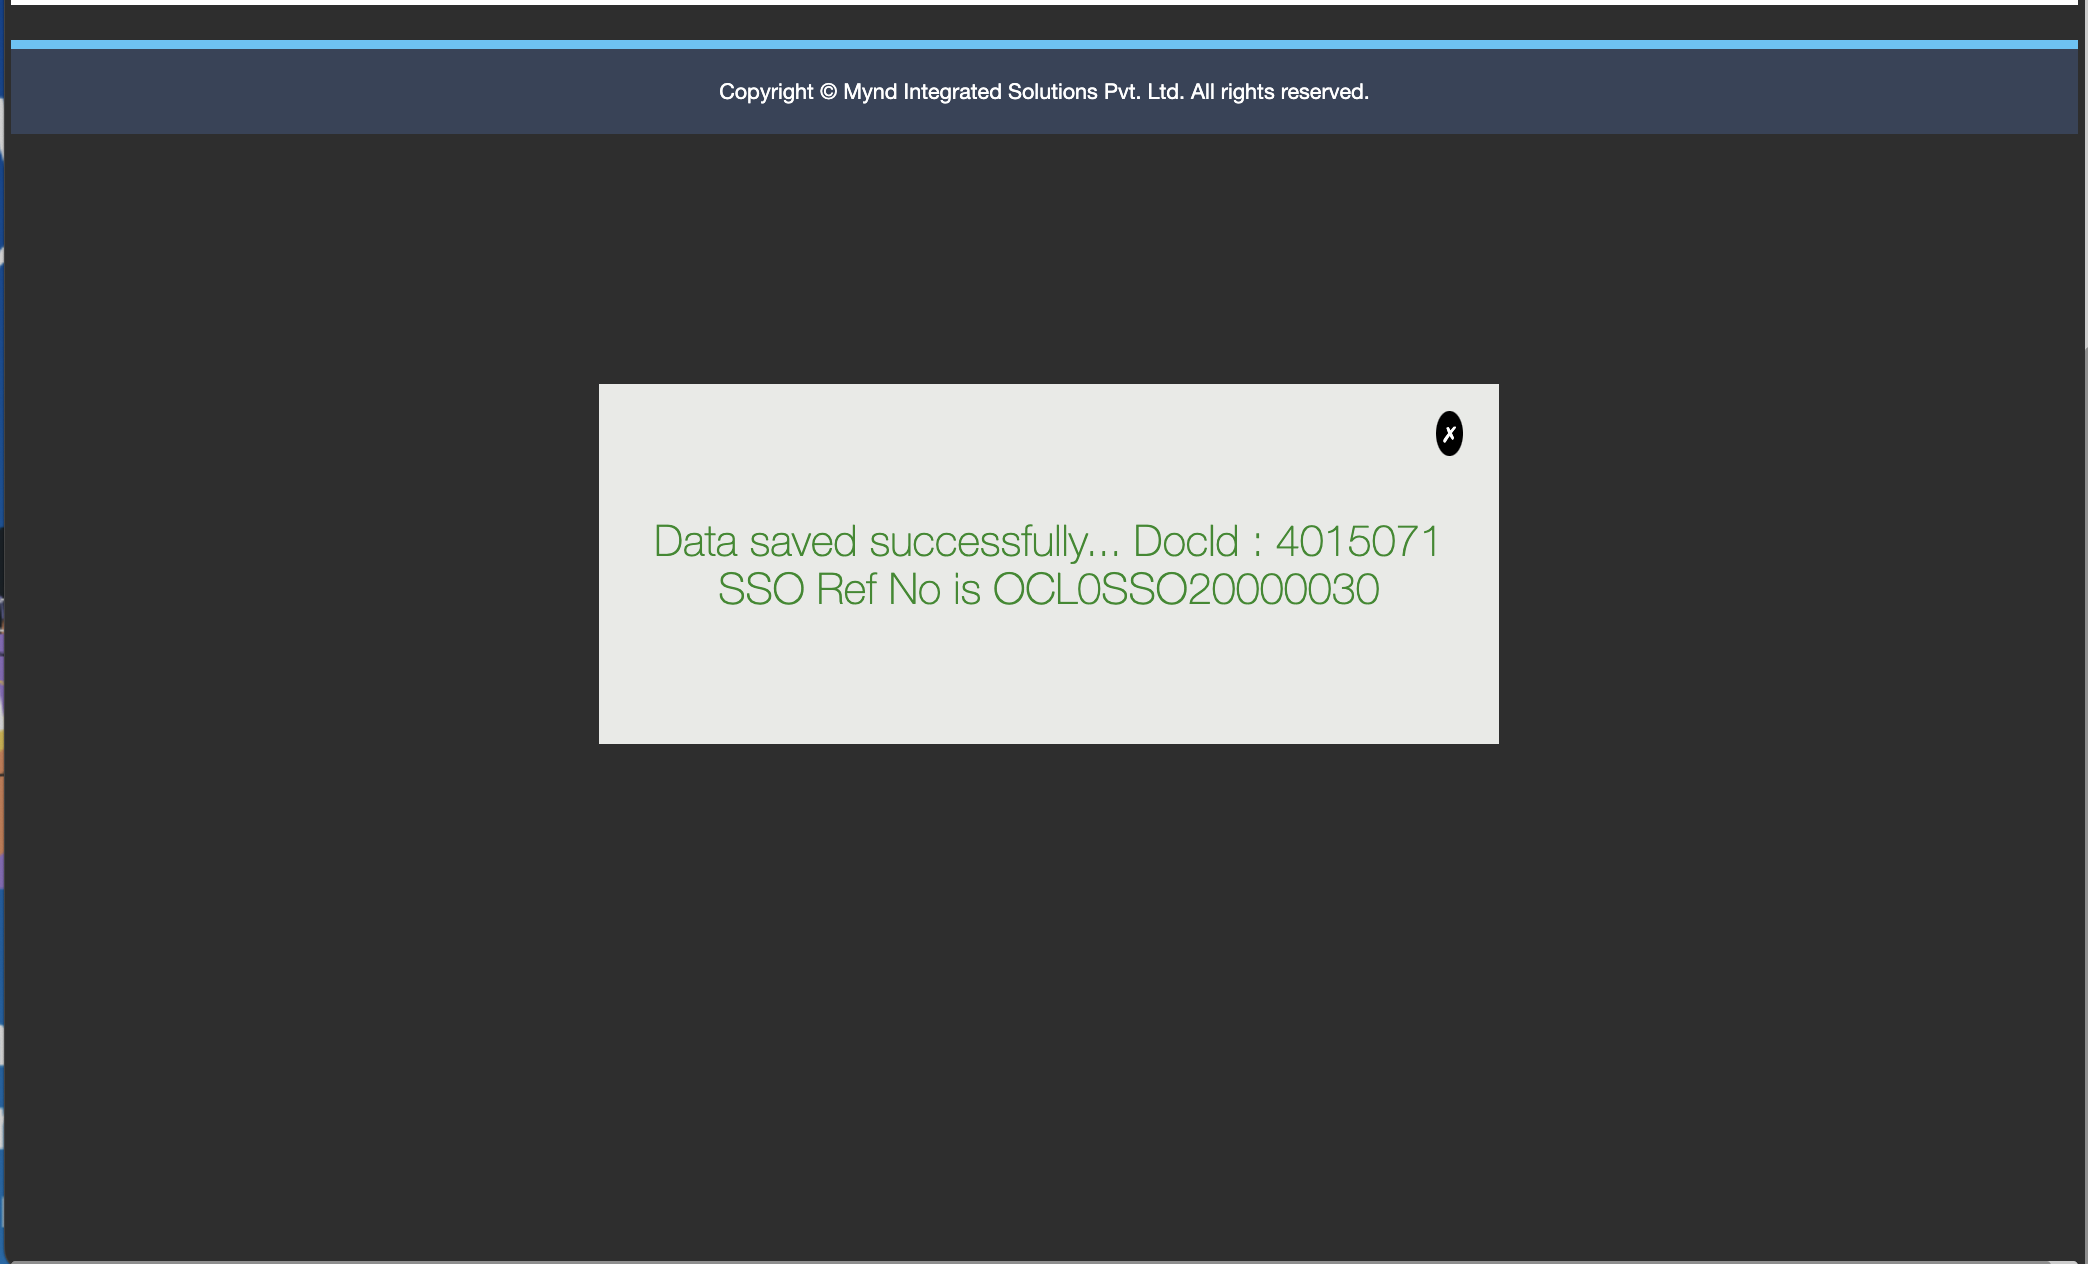 Copyright © Mynd Integrated Solutions Pvt. Ltd. All rights reserved.
✗
Data saved successfully... DocId : 4015071
SSO Ref No is OCL0SSO20000030